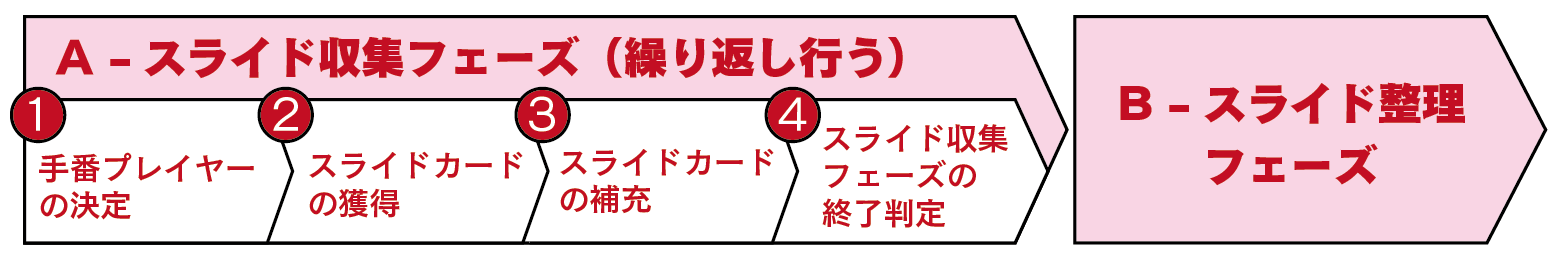 A – スライド収集フェーズ（繰り返し行う）
1
手番プレイヤー
の決定
2
スライドカード
の獲得
3
スライドカード
の補充
4
スライド収集
フェーズの
終了判定
B – スライド整理
フェーズ